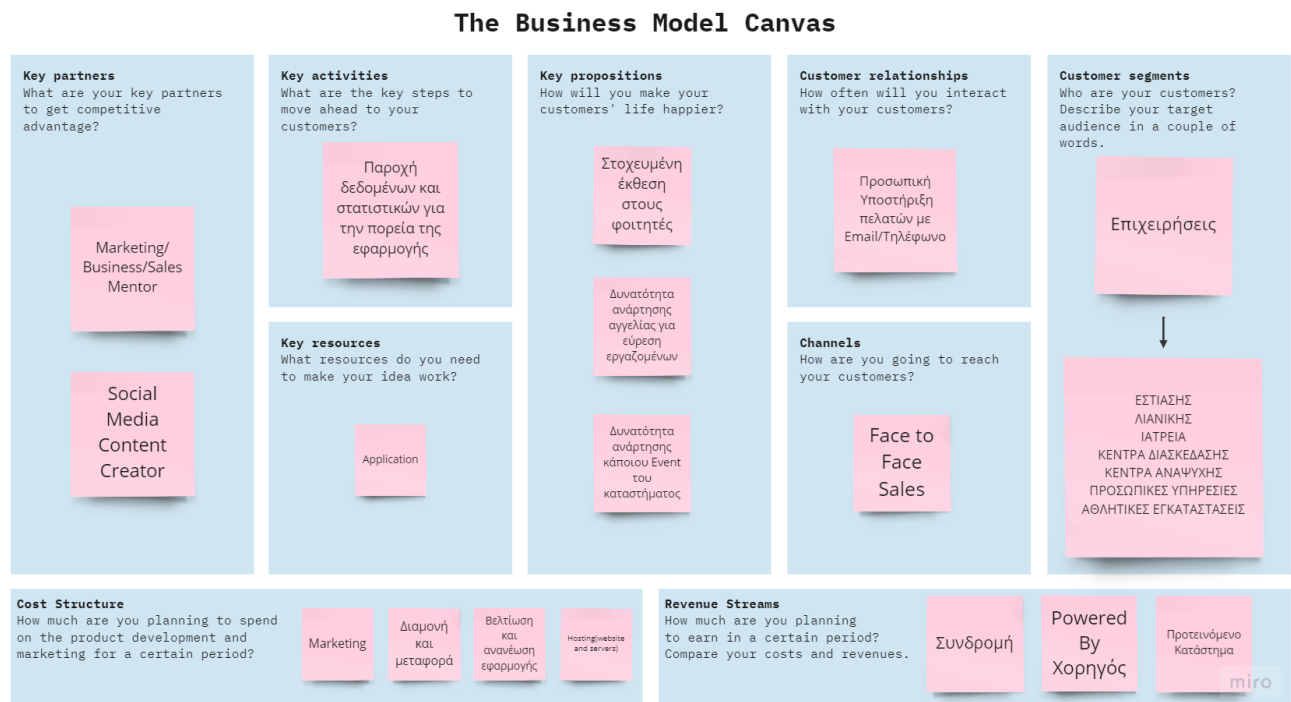 The Business Model Canvas
Key partners
What are your key partners
to get competitive
advantage?
Marketing/
Business/Sales
Mentor
Social
Media
Content
Creator
Key activities
What are the key steps to
move ahead to your
customers?
Παροχή
δεδομένων και
στατιστικών για
την πορεία της
εφαρμογής
Key resources
What resources do you need
to make your idea work?
Application
Key propositions
How will you make your
customers' life happier?
Στοχευμένη
έκθεση
στους
φοιτητές
Δυνατότητα
ανάρτησης
αγγελίας για
εύρεση
εργαζομένων
Δυνατότητα
ανάρτησης
κάποιου Event
του
καταστήματος
Customer relationships
How often will you interact
with your customers?
Προσωπική
Υποστήριξη
πελατών με
Email/Τηλέφωνο
Channels
How are you going to reach
your customers?
Face to
Face
Sales
Customer segments
Who are your customers?
Describe your target
audience in a couple of
words.
Επιχειρήσεις
ΕΣΤΙΑΣΗΣ
ΛΙΑΝΙΚΗΣ
ΙΑΤΡΕΙΑ
ΚΕΝΤΡΑ ΔΙΑΣΚΕΔΑΣΗΣ
ΚΕΝΤΡΑ ΑΝΑΨΥΧΗΣ
ΠΡΟΣΩΠΙΚΕΣ ΥΠΗΡΕΣΙΕΣ
ΑΘΛΗΤΙΚΕΣ ΕΓΚΑΤΑΣΤΑΣΕΙΣ
Cost Structure
How much are you planning to spend
on the product development and
marketing for a certain period?
Marketing
Διαμονή
και
μεταφορά
Βελτίωση
και
ανανέωση
εφαρμογής
Hosting(website
and servers)
Revenue Streams
How much are you planning
to earn in a certain period?
Compare your costs and revenues.
Συνδρομή
Powered
By
Χορηγός
Προτεινόμενο
Κατάστημα
miro